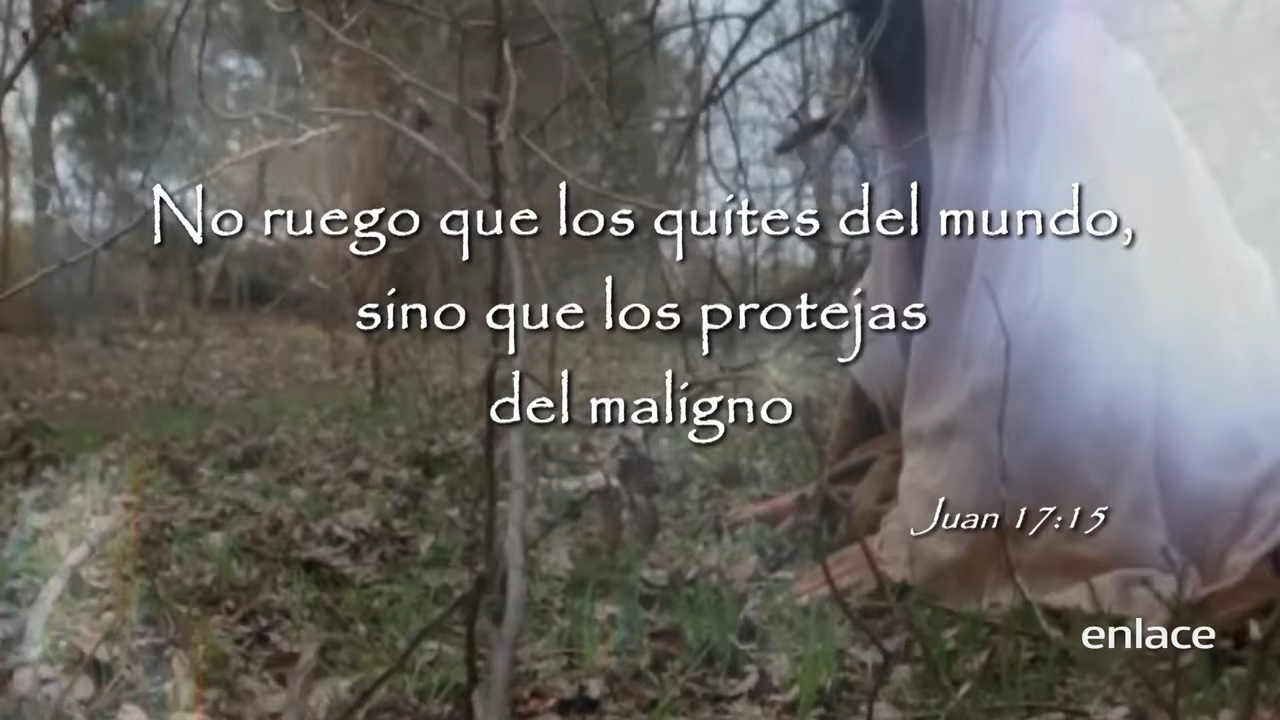 No ruego que los quites del mundo,
sino que los protejas
del maligno
Juan 17:15
enlace